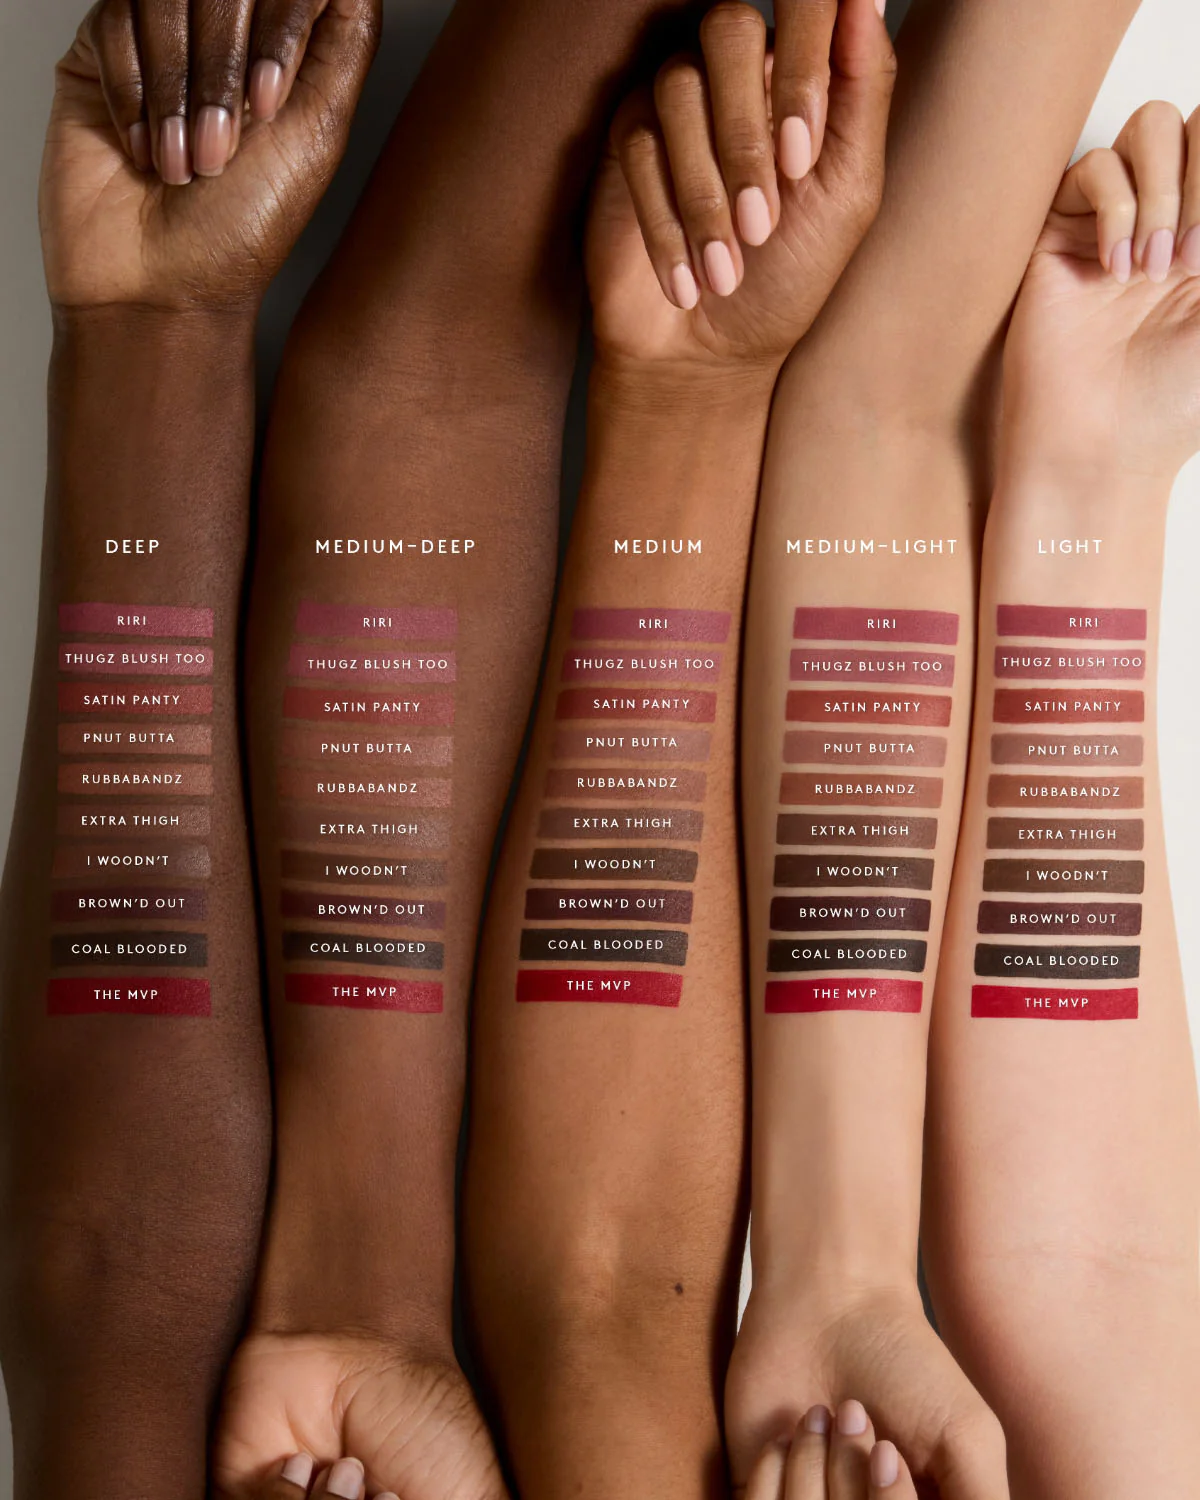 DEEP
RIRI
THUGZ BLUSH TOO
SATIN PANTY
PNUT BUTTA
RUBBABANDZ
EXTRA THIGH
I WOODN'T
BROWN'D OUT
COAL BLOODED
THE MVP
MEDIUM-DEEP
RIRI
THUGZ BLUSH TOO
SATIN PANTY
PNUT BUTTA
RUBBABANDZ
EXTRA THIGH
I WOODN'T
BROWN'D OUT
COAL BLOODED
THE MVP
MEDIUM
RIRI
THUGZ BLUSH TOO
SATIN PANTY
PNUT BUTTA
RUBBABANDZ
EXTRA THIGH
I WOODN'T
BROWN'D OUT
COAL BLOODED
THE MVP
MEDIUM-LIGHT
RIRI
THUGZ BLUSH TOO
SATIN PANTY
PNUT BUTTA
RUBBABANDZ
EXTRA THIGH
I WOODN'T
BROWN'D OUT
COAL BLOODED
THE MVP
LIGHT
RIRI
THUGZ BLUSH TOO
SATIN PANTY
PNUT BUTTA
RUBBABANDZ
EXTRA THIGH
I WOODN'T
BROWN'D OUT
COAL BLOODED
THE MVP